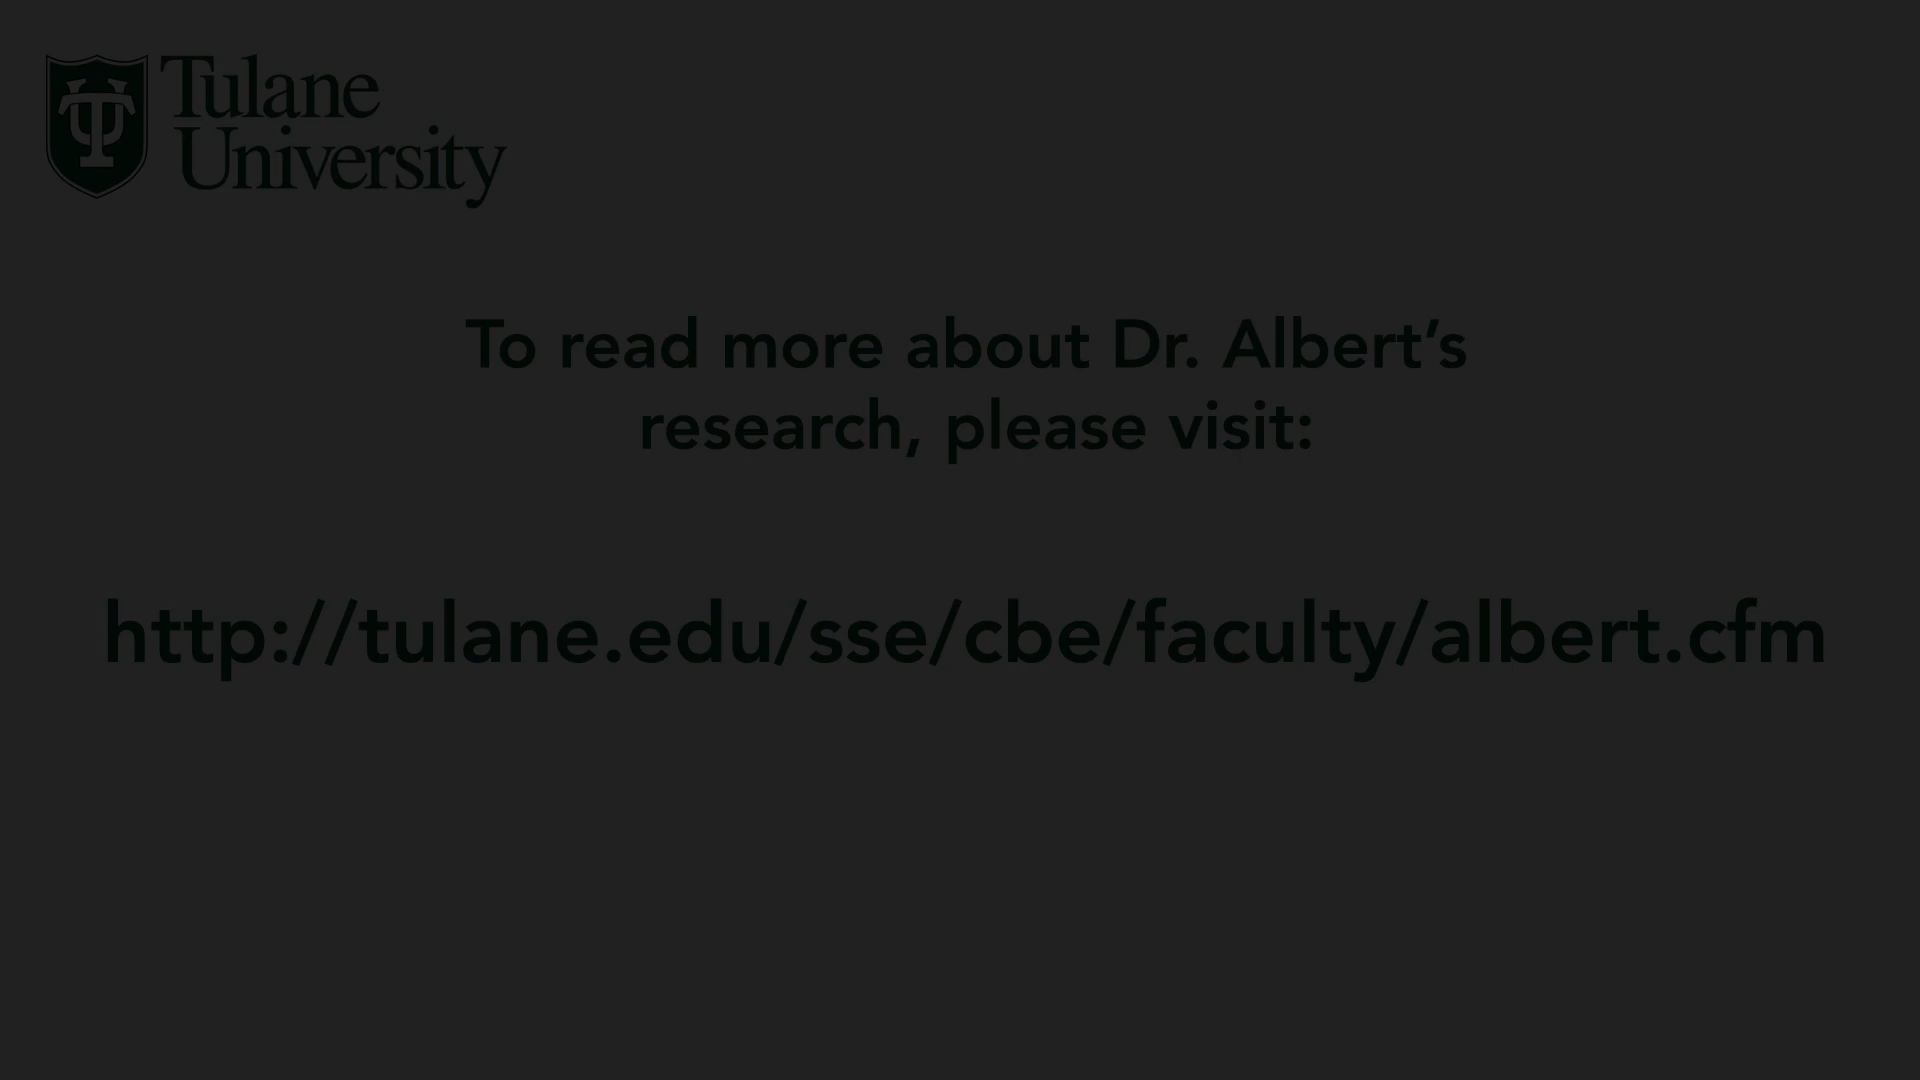 Tulane
University
To read more about Dr. Albert’s
research, please visit:
http://tulane.edu/sse/cbe/faculty/albert.cfm